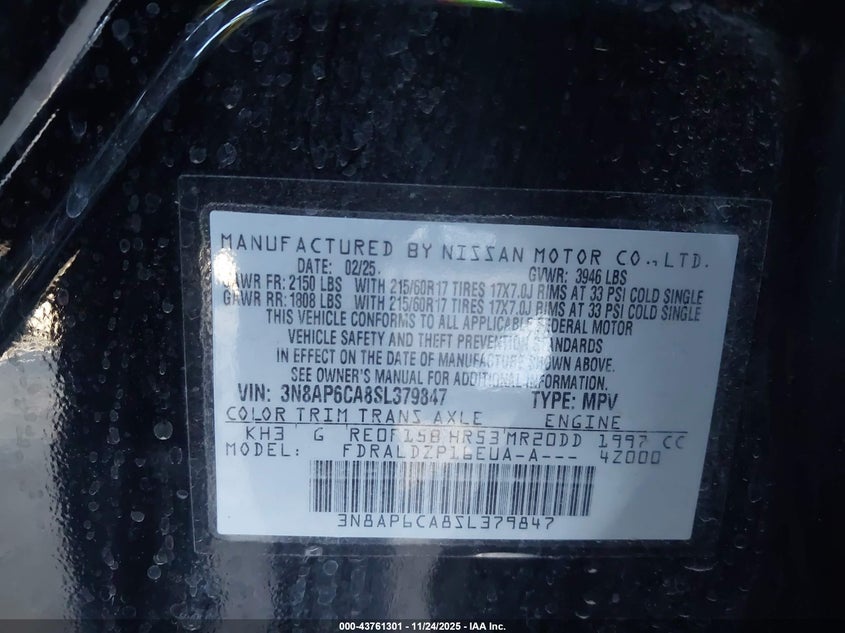 MANUFACTURED BY NISSAN MOTOR CO., LTD.
DATE: 02/25 GVWR: 3946 LBS
GAWR FR: 2150 LBS WITH 215/60R17 TIRES 17X7.0J RIMS AT 33 PSI COLD SINGLE
GAWR RR: 1808 LBS WITH 215/60R17 TIRES 17X7.0J RIMS AT 33 PSI COLD SINGLE
THIS VEHICLE CONFORMS TO ALL APPLICABLE FEDERAL MOTOR
VEHICLE SAFETY AND THEFT PREVENTION STANDARDS
IN EFFECT ON THE DATE OF MANUFACTURE SHOWN ABOVE.
SEE OWNER'S MANUAL FOR ADDITIONAL INFORMATION.
VIN: 3N8AP6CA8SL379847 TYPE: MPV
COLOR TRIM TRANS AXLE ENGINE
KH3 G RE0F15B HR53 MR20DD 1997 CC
MODEL: FDRALDZP16EUA-A--- 42000
3N8AP6CA8SL379847
000-43761301 - 11/24/2025 - IAA Inc.